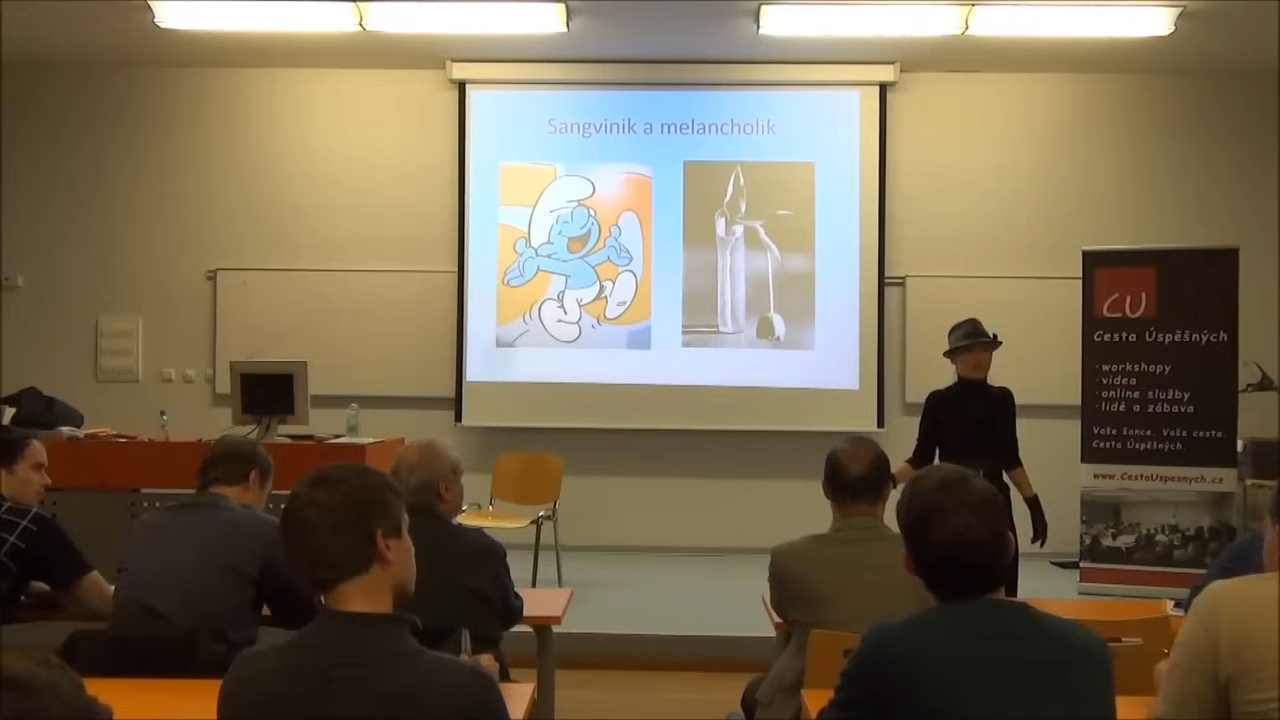 Sangvinik a melancholik
CU
Cesta Úspěšných
· workshopy
· videa
· online služby
· lidé a zábava
Vaše šance. Vaše cesta
Cesta Úspěšných
www.CestaUspesnych.cz